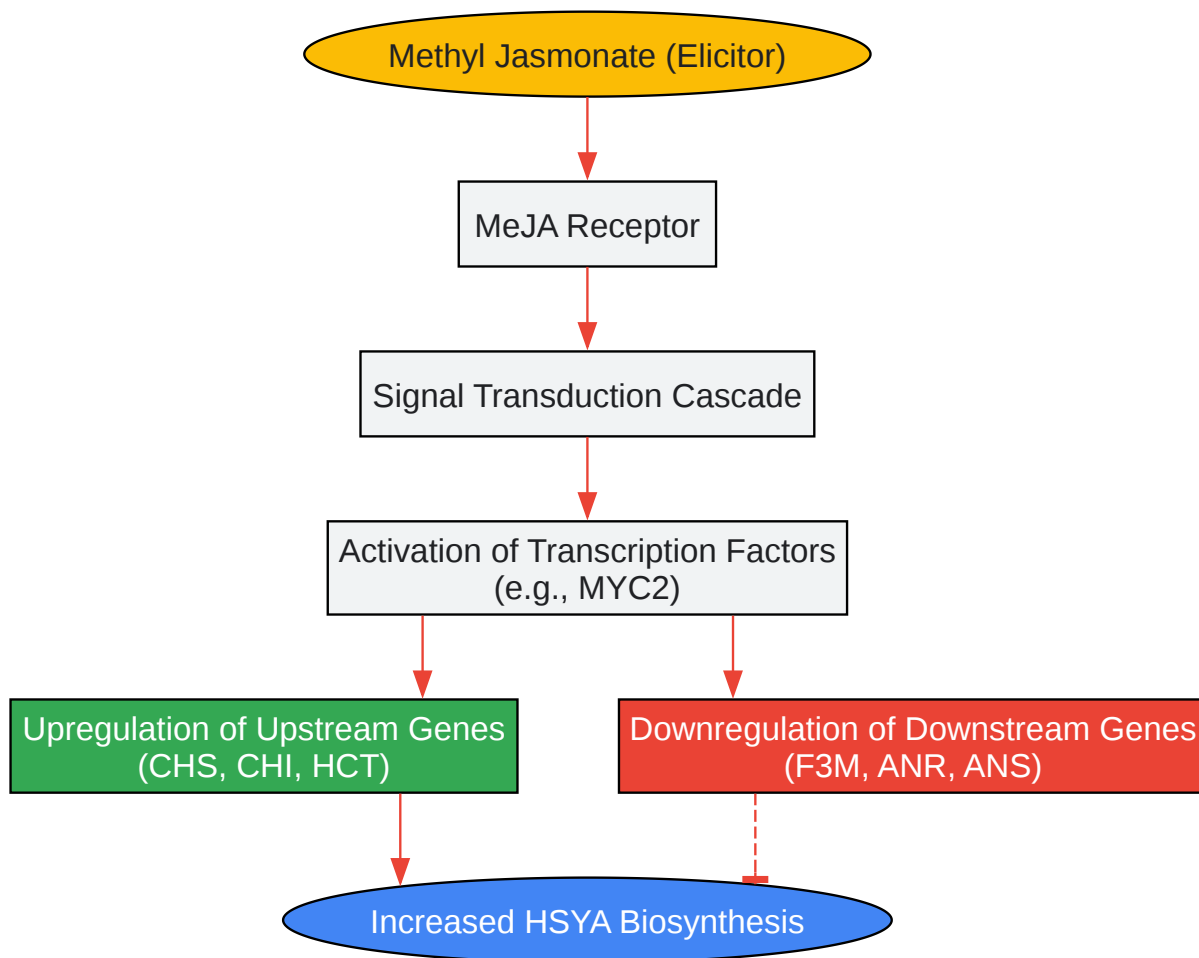 Methyl Jasmonate (Elicitor)
MeJA Receptor
Signal Transduction Cascade
Activation of Transcription Factors
(e.g., MYC2)
Upregulation of Upstream Genes
(CHS, CHI, HCT)
Downregulation of Downstream Genes
(F3M, ANR, ANS)
Increased HSYA Biosynthesis